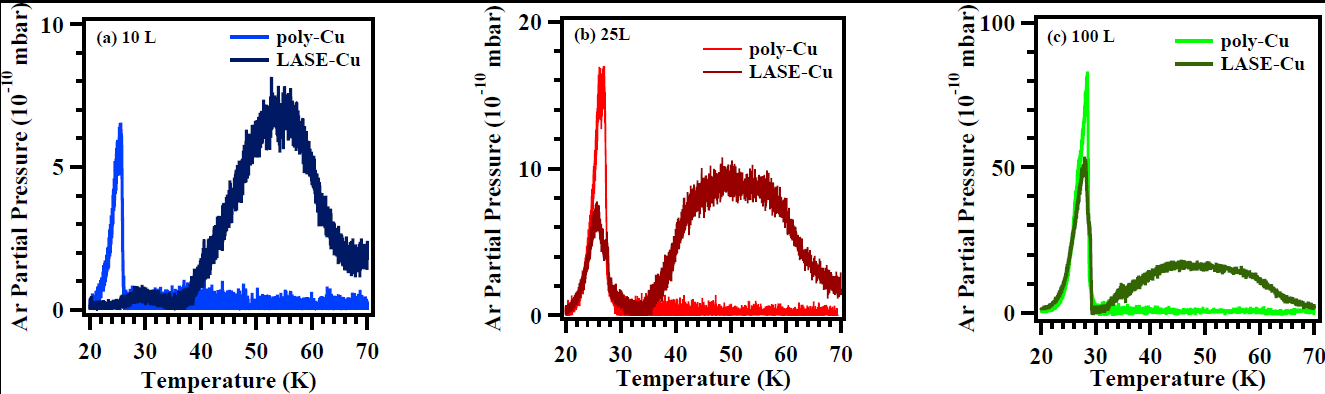 (a) 10 L
poly-Cu
LASE-Cu
Ar Partial Pressure (10⁻¹⁰ mbar)
10
5
0
20 30 40 50 60 70
Temperature (K)
(b) 25L
poly-Cu
LASE-Cu
Ar Partial Pressure (10⁻¹⁰ mbar)
20
10
0
20 30 40 50 60 70
Temperature (K)
(c) 100 L
poly-Cu
LASE-Cu
Ar Partial Pressure (10⁻¹⁰ mbar)
100
50
0
20 30 40 50 60 70
Temperature (K)